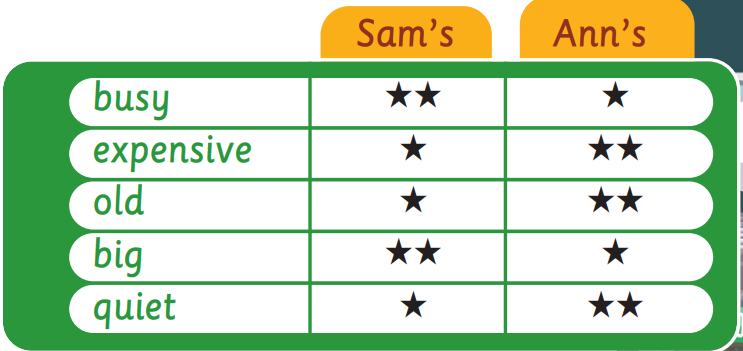 Sam's Ann's
busy ★★ ★
expensive ★ ★★
old ★ ★★
big ★★ ★
quiet ★ ★★